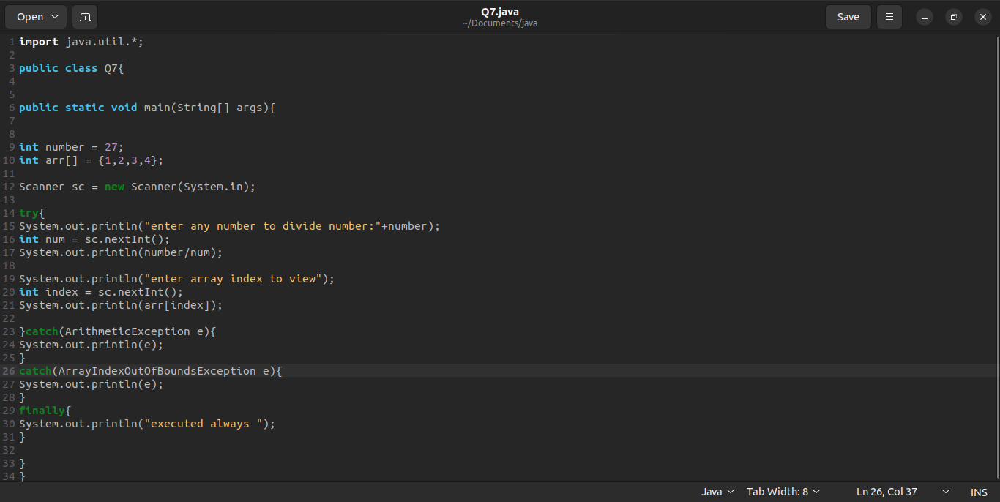 Open
Q7.java
~/Documents/java
Save
1 import java.util.*;
2
3 public class Q7{
4
5
6 public static void main(String[] args){
7
8
9 int number = 27;
10 int arr[] = {1,2,3,4};
11
12 Scanner sc = new Scanner(System.in);
13
14 try{
15 System.out.println("enter any number to divide number:"+number);
16 int num = sc.nextInt();
17 System.out.println(number/num);
18
19 System.out.println("enter array index to view");
20 int index = sc.nextInt();
21 System.out.println(arr[index]);
22
23 }catch(ArithmeticException e){
24 System.out.println(e);
25 }
26 catch(ArrayIndexOutOfBoundsException e){
27 System.out.println(e);
28 }
29 finally{
30 System.out.println("executed always ");
31 }
32
33 }
34 }
Java Tab Width: 8 Ln 26, Col 37 INS